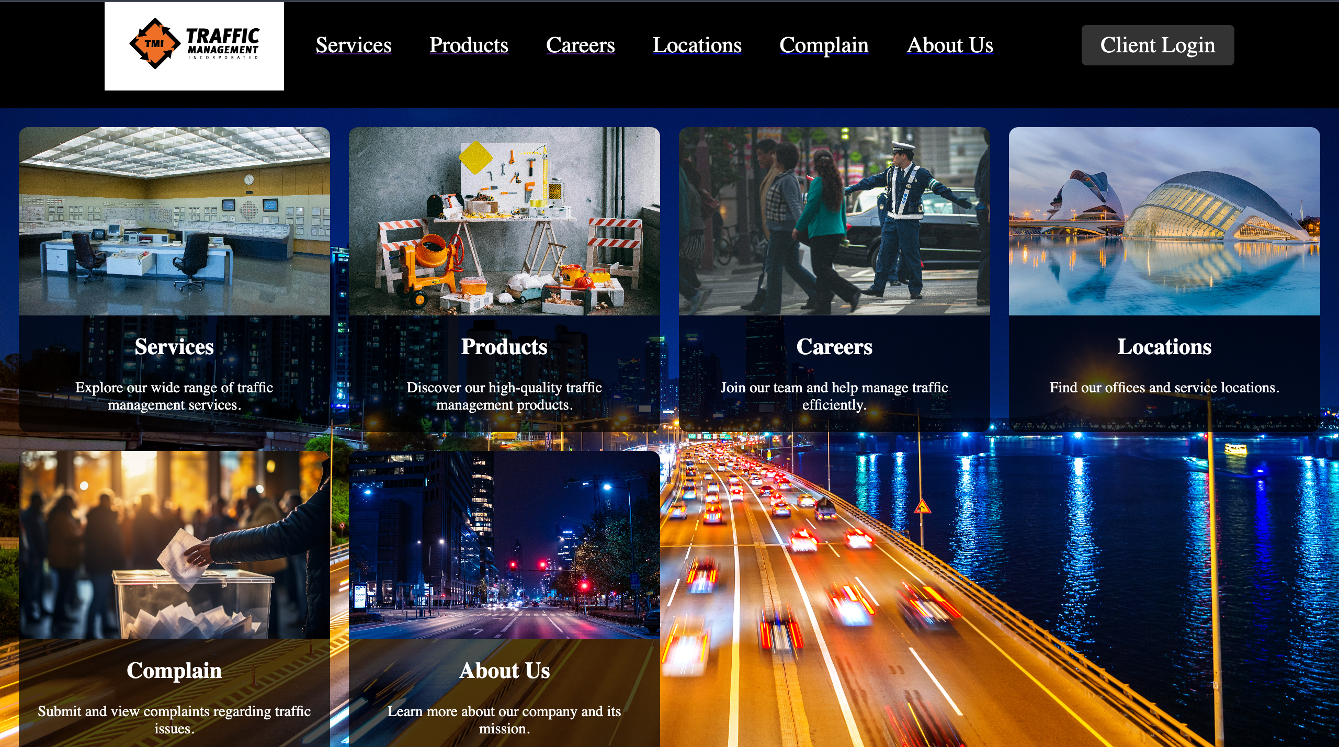 TMI
TRAFFIC
MANAGEMENT
INCORPORATED
Services
Products
Careers
Locations
Complain
About Us
Client Login
Services
Explore our wide range of traffic
management services.
Products
Discover our high-quality traffic
management products.
Careers
Join our team and help manage traffic
efficiently.
Locations
Find our offices and service locations.
Complain
Submit and view complaints regarding traffic
issues.
About Us
Learn more about our company and its
mission.